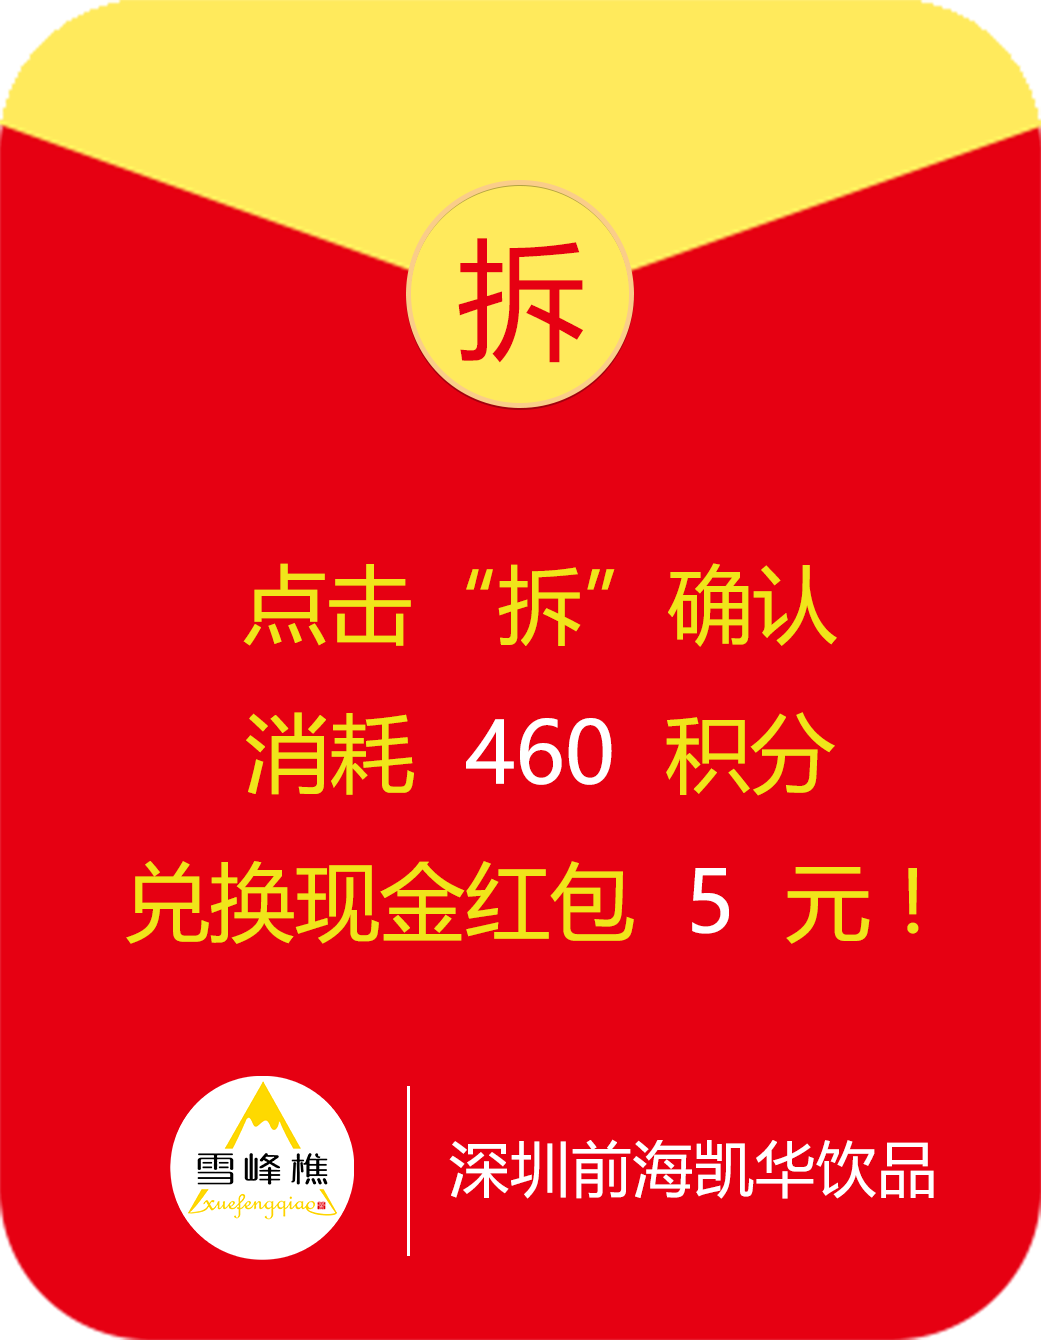 拆
点击“拆”确认
消耗 460 积分
兑换现金红包 5 元！
雪峰樵
xuefengqiao
深圳前海凯华饮品